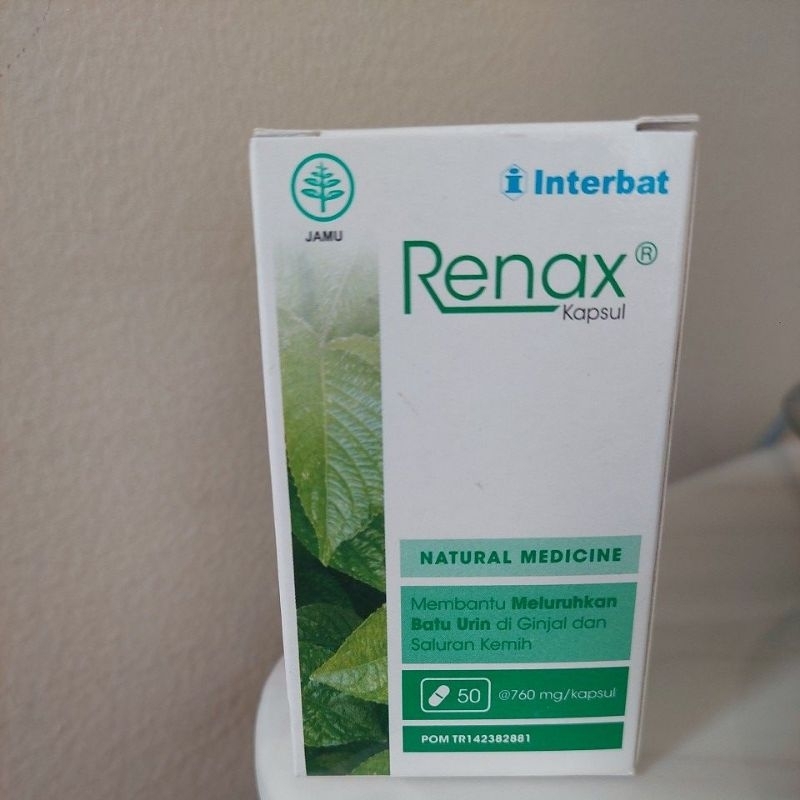 JAMU
Interbat
Renax®
Kapsul
NATURAL MEDICINE
Membantu Meluruhkan
Batu Urin di Ginjal dan
Saluran Kemih
50 @760 mg/kapsul
POM TR142382881